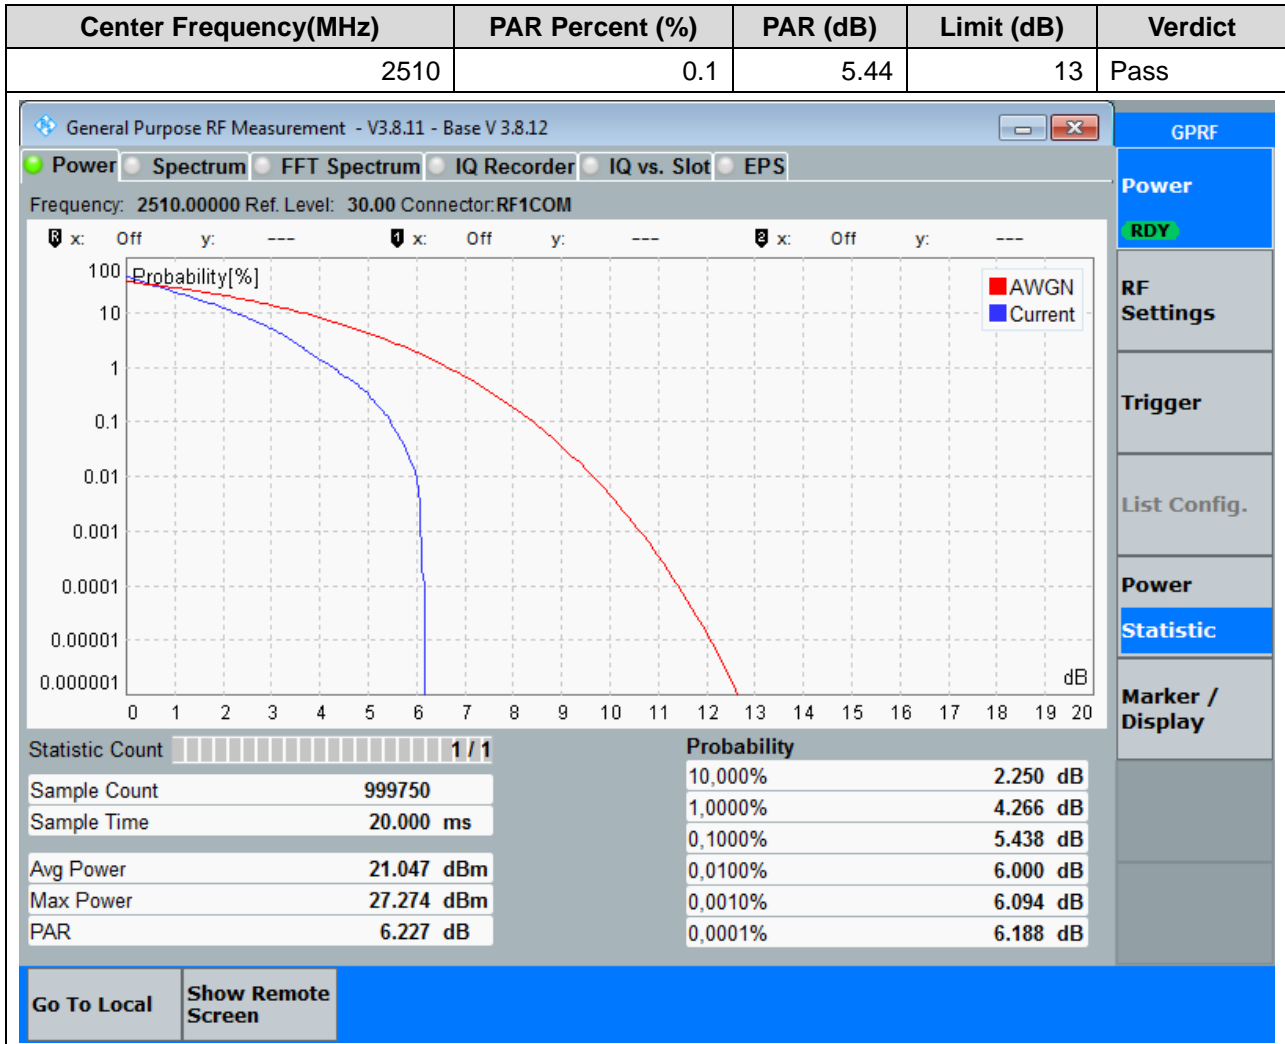 Center Frequency(MHz) PAR Percent (%) PAR (dB) Limit (dB) Verdict
2510 0.1 5.44 13 Pass
General Purpose RF Measurement - V3.8.11 - Base V 3.8.12
GPRF
Power Spectrum FFT Spectrum IQ Recorder IQ vs. Slot EPS
Power
RDY
Frequency: 2510.00000 Ref. Level: 30.00 Connector: RF1COM
R x: Off y: --- 1 x: Off y: --- 2 x: Off y: ---
Probability[%]
AWGN
Current
100
10
1
0.1
0.01
0.001
0.0001
0.00001
0.000001
dB
0 1 2 3 4 5 6 7 8 9 10 11 12 13 14 15 16 17 18 19 20
RF
Settings
Trigger
List Config.
Power
Statistic
Marker /
Display
Statistic Count 1 / 1
Sample Count 999750
Sample Time 20.000 ms
Avg Power 21.047 dBm
Max Power 27.274 dBm
PAR 6.227 dB
Probability
10,000% 2.250 dB
1,0000% 4.266 dB
0,1000% 5.438 dB
0,0100% 6.000 dB
0,0010% 6.094 dB
0,0001% 6.188 dB
Go To Local
Show Remote
Screen